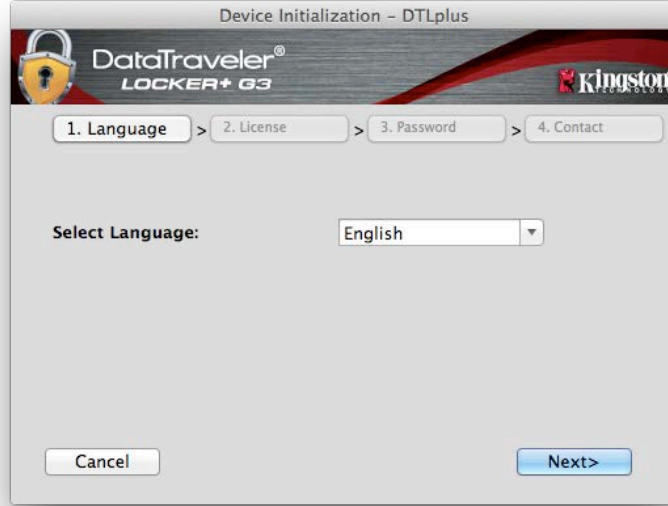 Device Initialization – DTLplus
DataTraveler®
LOCKER+ G3
Kingston
TECHNOLOGY
1. Language > 2. License > 3. Password > 4. Contact
Select Language: English
Cancel Next>